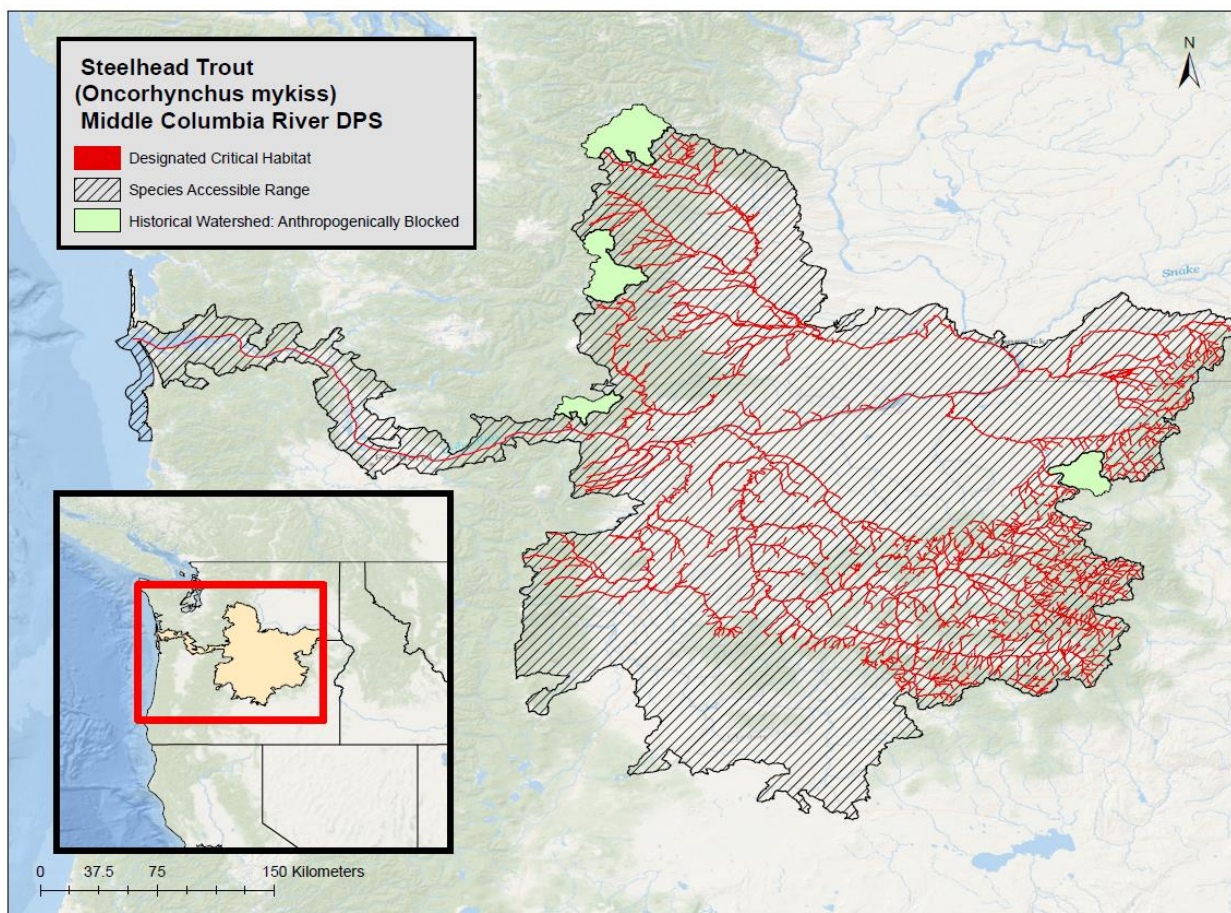 Steelhead Trout
(Oncorhynchus mykiss)
Middle Columbia River DPS
Designated Critical Habitat
Species Accessible Range
Historical Watershed: Anthropogenically Blocked
N
Snake
0 37.5 75 150 Kilometers